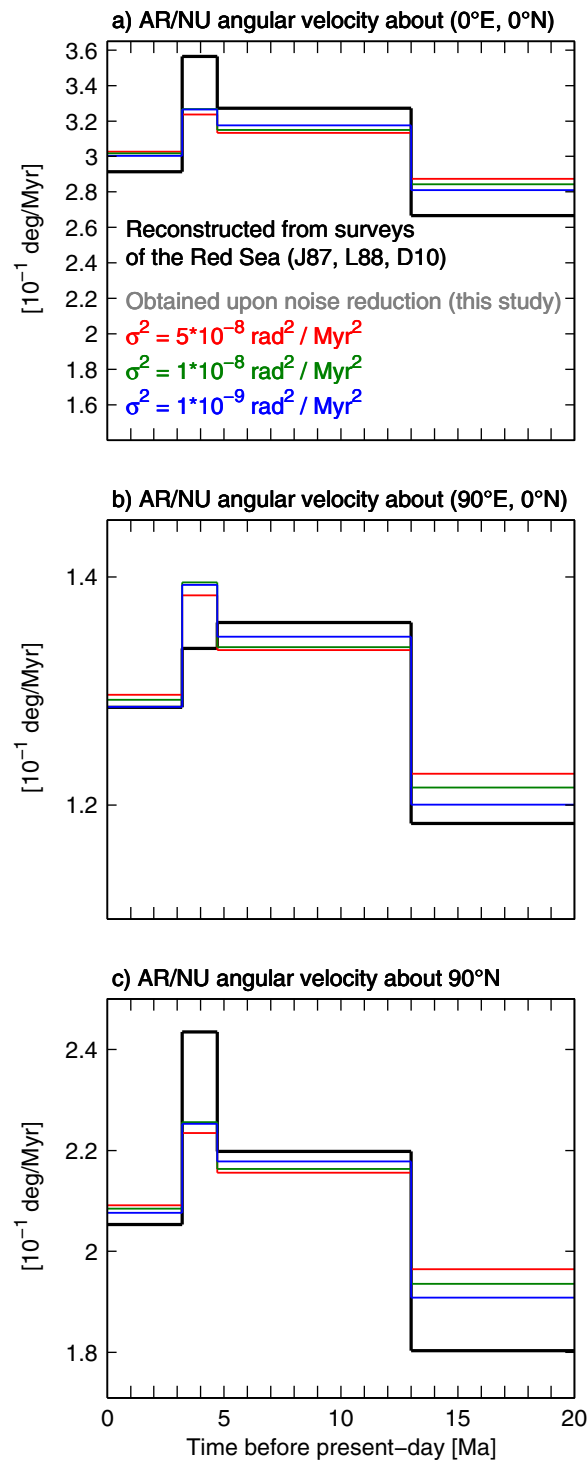 a) AR/NU angular velocity about (0°E, 0°N)
3.6
3.4
3.2
3
2.8
2.6
2.4
2.2
2
1.8
1.6
[10⁻¹ deg/Myr]
Reconstructed from surveys
of the Red Sea (J87, L88, D10)
Obtained upon noise reduction (this study)
σ² = 5*10⁻⁸ rad² / Myr²
σ² = 1*10⁻⁸ rad² / Myr²
σ² = 1*10⁻⁹ rad² / Myr²
b) AR/NU angular velocity about (90°E, 0°N)
1.4
1.2
[10⁻¹ deg/Myr]
c) AR/NU angular velocity about 90°N
2.4
2.2
2
1.8
[10⁻¹ deg/Myr]
0 5 10 15 20
Time before present−day [Ma]